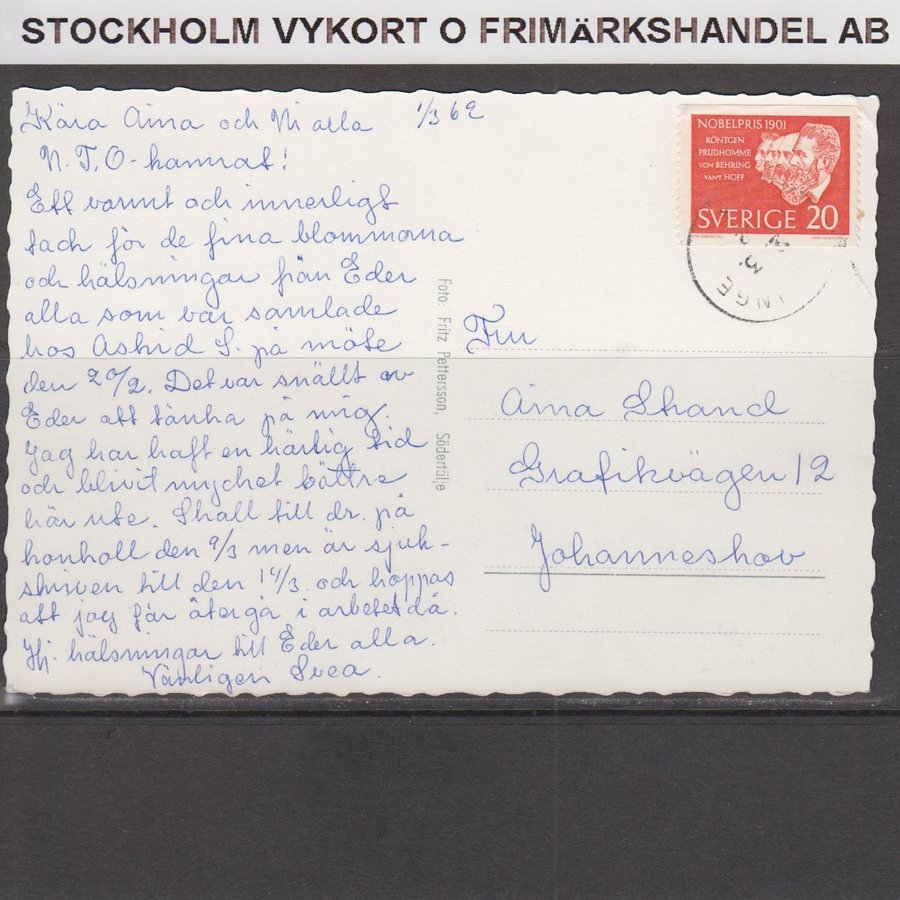 STOCKHOLM VYKORT O FRIMÄRKSHANDEL AB
Kära Aina och Ni alla 1/3 62
N.T.O-kamrat!
Ett varmt och innerligt
tack för de fina blommorna
och hälsningar från Eder
alla som var samlade
hos Astrid S. på möte
den 20/2. Det var snällt av
Eder att tänka på mig.
Jag har haft en härlig tid
och blivit mycket bättre
här ute. Skall till dr. på
konholl den 9/3 men är sjuk-
skriven till den 14/3 och hoppas
att jag får återgå i arbetet då.
Hj. hälsningar till Eder alla.
Vänligen Svea.
Foto: Fritz Pettersson, Södertälje
NOBELPRIS 1901
RÖNTGEN
PRUDHOMME
VON BEHRING
VAN'T HOFF
SVERIGE 20
INGE
Fru
Aina Strand
Grafikvägen 12
Johanneshov